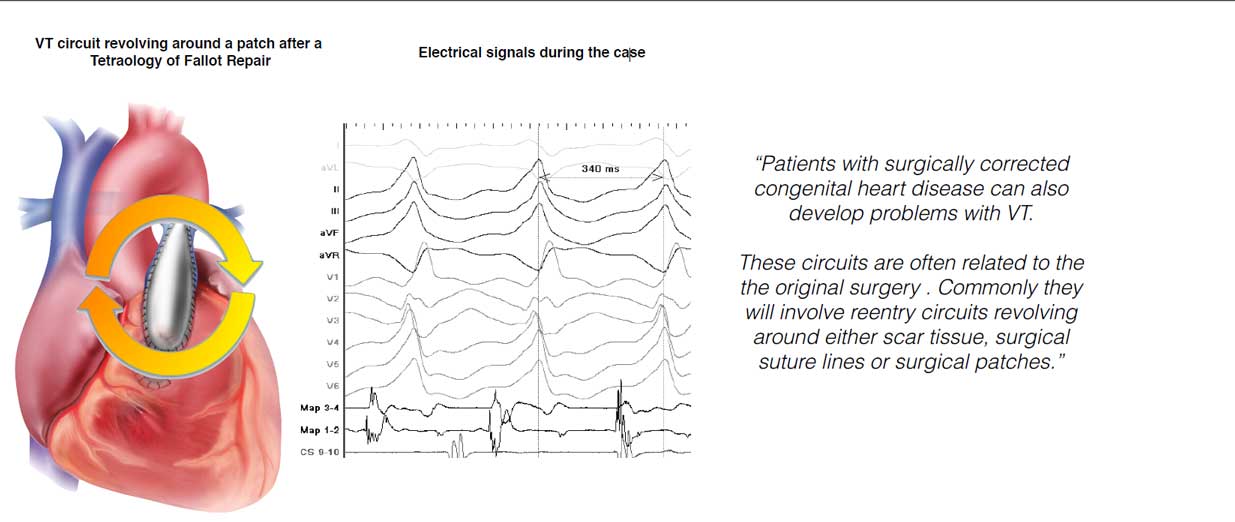 VT circuit revolving around a patch after a
Tetraology of Fallot Repair
Electrical signals during the case
I
aVL
II
III
aVF
aVR
V1
V2
V3
V4
V5
V6
Map 3-4
Map 1-2
CS 9-10
340 ms
“Patients with surgically corrected
congenital heart disease can also
develop problems with VT.
These circuits are often related to the
the original surgery . Commonly they
will involve reentry circuits revolving
around either scar tissue, surgical
suture lines or surgical patches.”